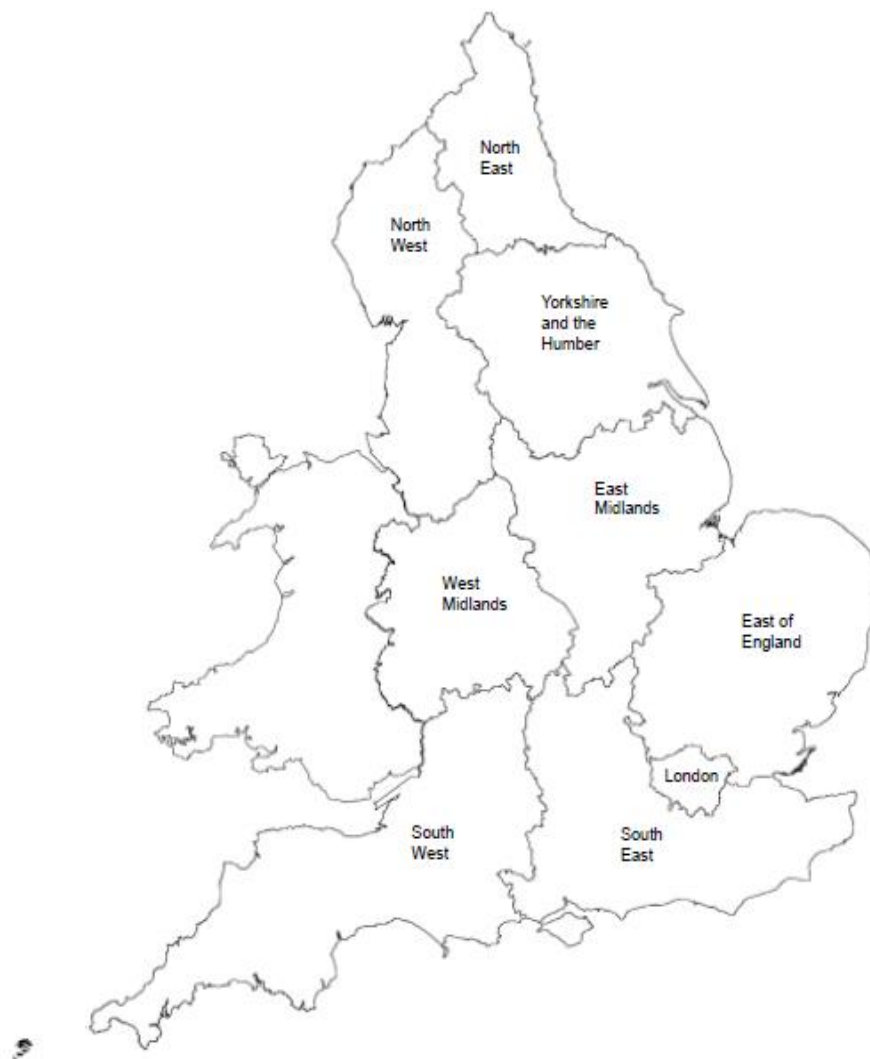 North
East
North
West
Yorkshire
and the
Humber
East
Midlands
West
Midlands
East of
England
London
South
West
South
East